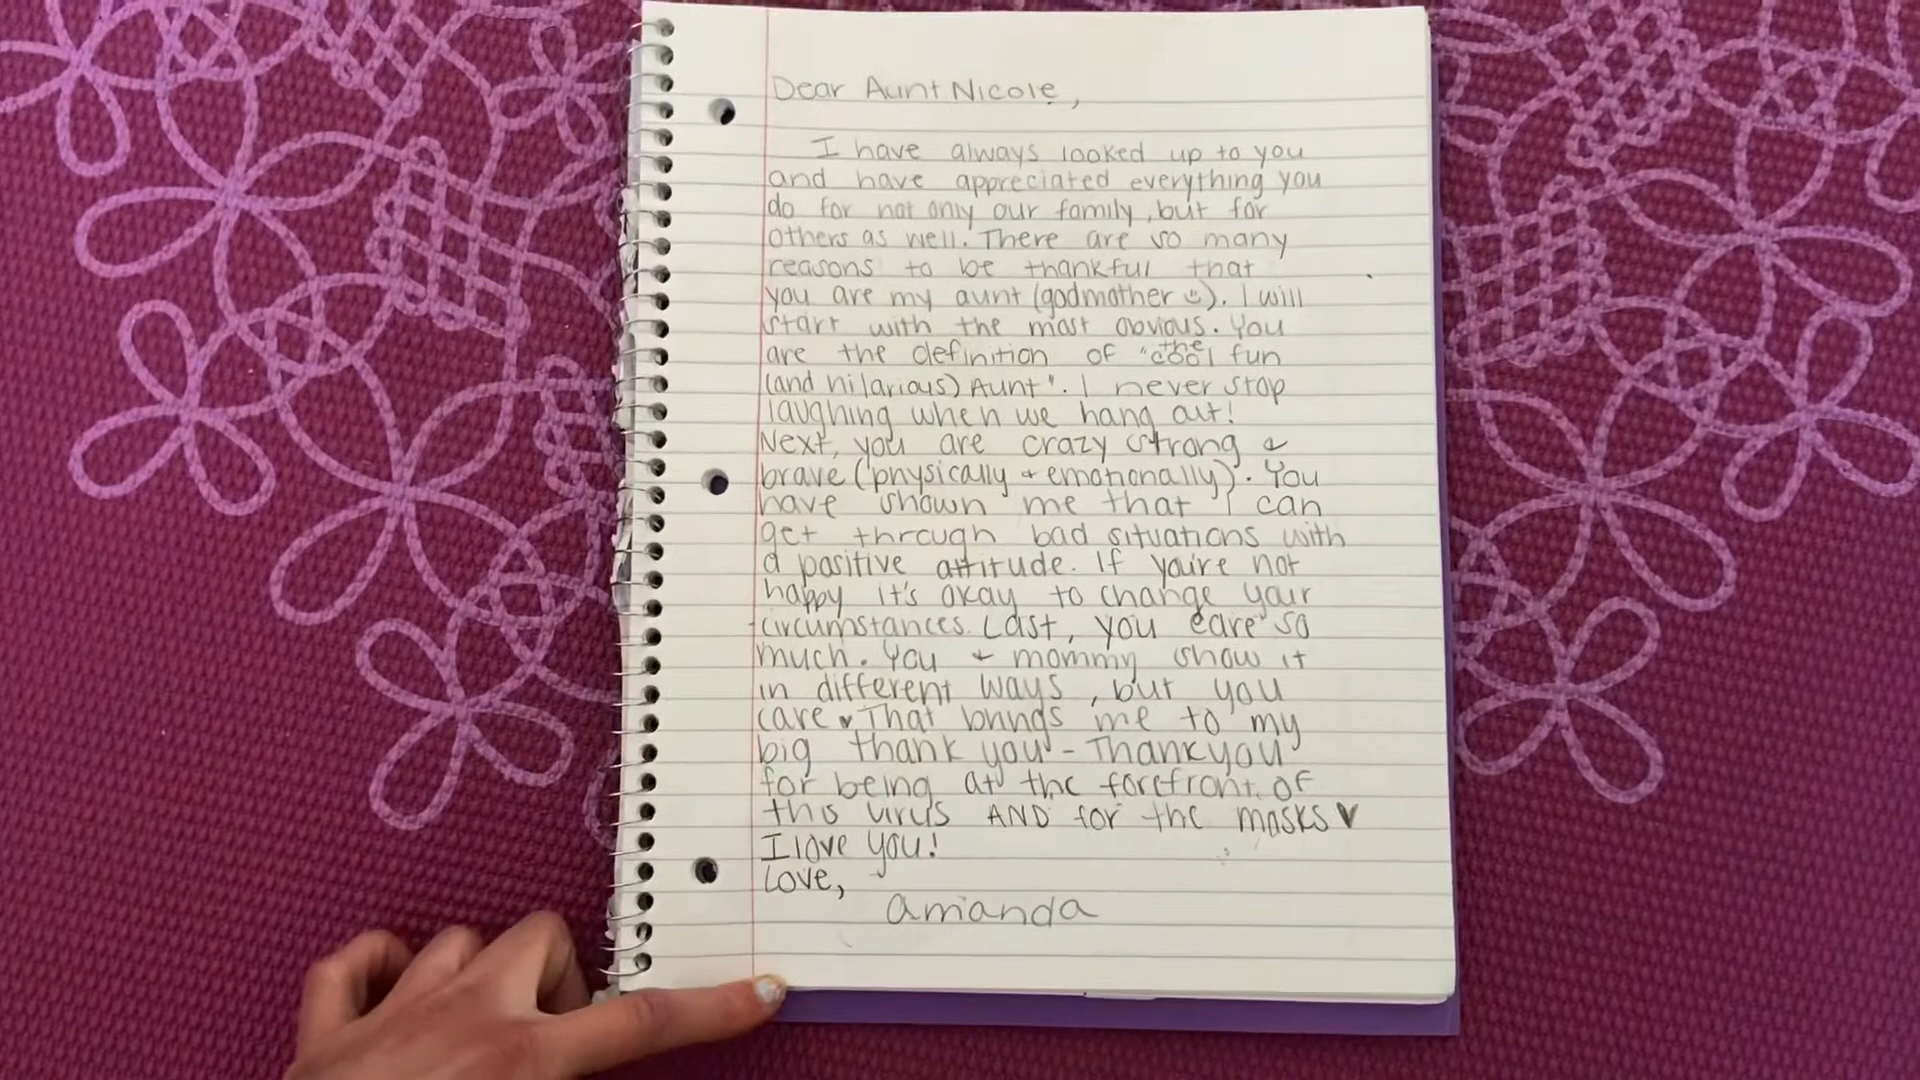 Dear Aunt Nicole,
I have always looked up to you
and have appreciated everything you
do for not only our family, but for
others as well. There are so many
reasons to be thankful that
you are my aunt (godmother ☺). I will
start with the most obvious. You
are the definition of "the cool fun
(and hilarious) Aunt". I never stop
laughing when we hang out!
Next, you are crazy strong &
brave (physically + emotionally). You
have shown me that I can
get through bad situations with
a positive attitude. If you're not
happy it's okay to change your
circumstances. Last, you care so
much. You + mommy show it
in different ways, but you
care ♥ That brings me to my
big thank you - Thank you
for being at the forefront of
this virus AND for the masks ♥
I love you!
Love,
Amanda